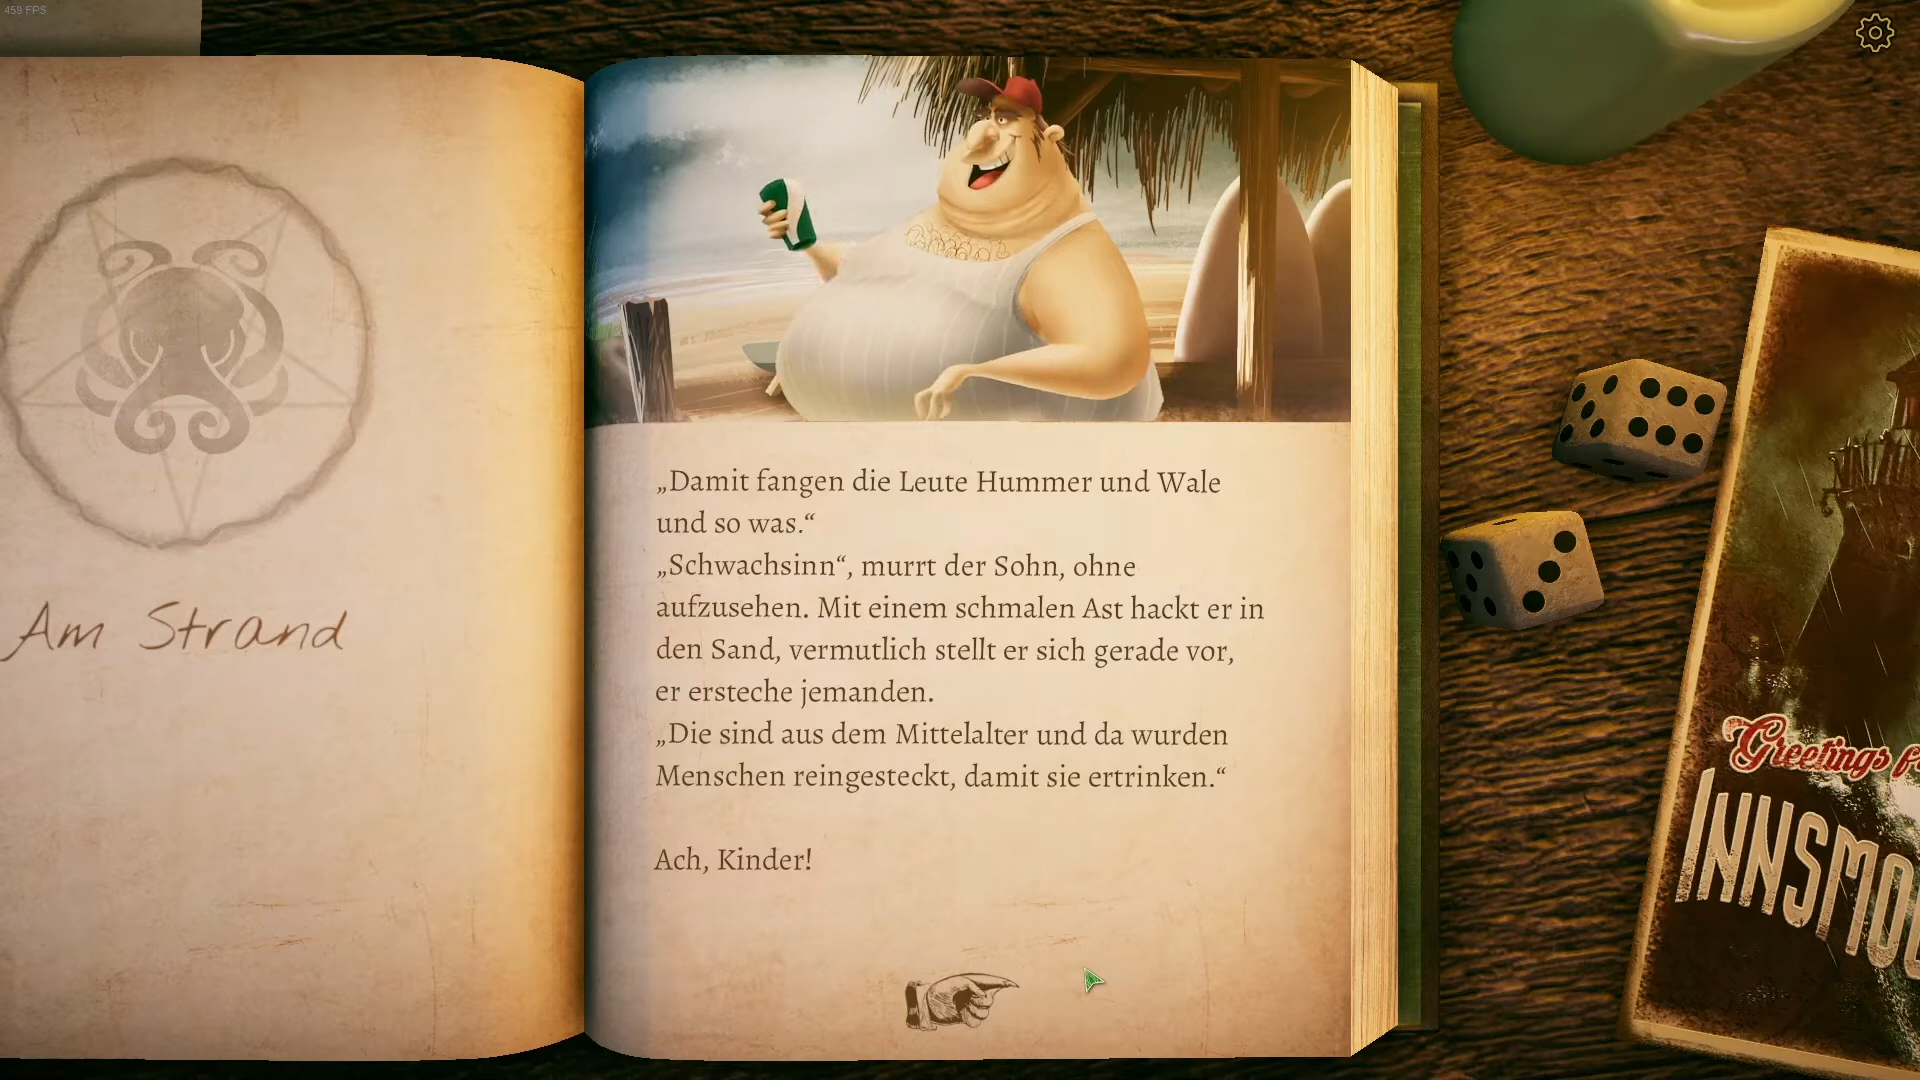 459 FPS
Am Strand
„Damit fangen die Leute Hummer und Wale
und so was.“
„Schwachsinn“, murrt der Sohn, ohne
aufzusehen. Mit einem schmalen Ast hackt er in
den Sand, vermutlich stellt er sich gerade vor,
er ersteche jemanden.
„Die sind aus dem Mittelalter und da wurden
Menschen reingesteckt, damit sie ertrinken.“
Ach, Kinder!
Greetings